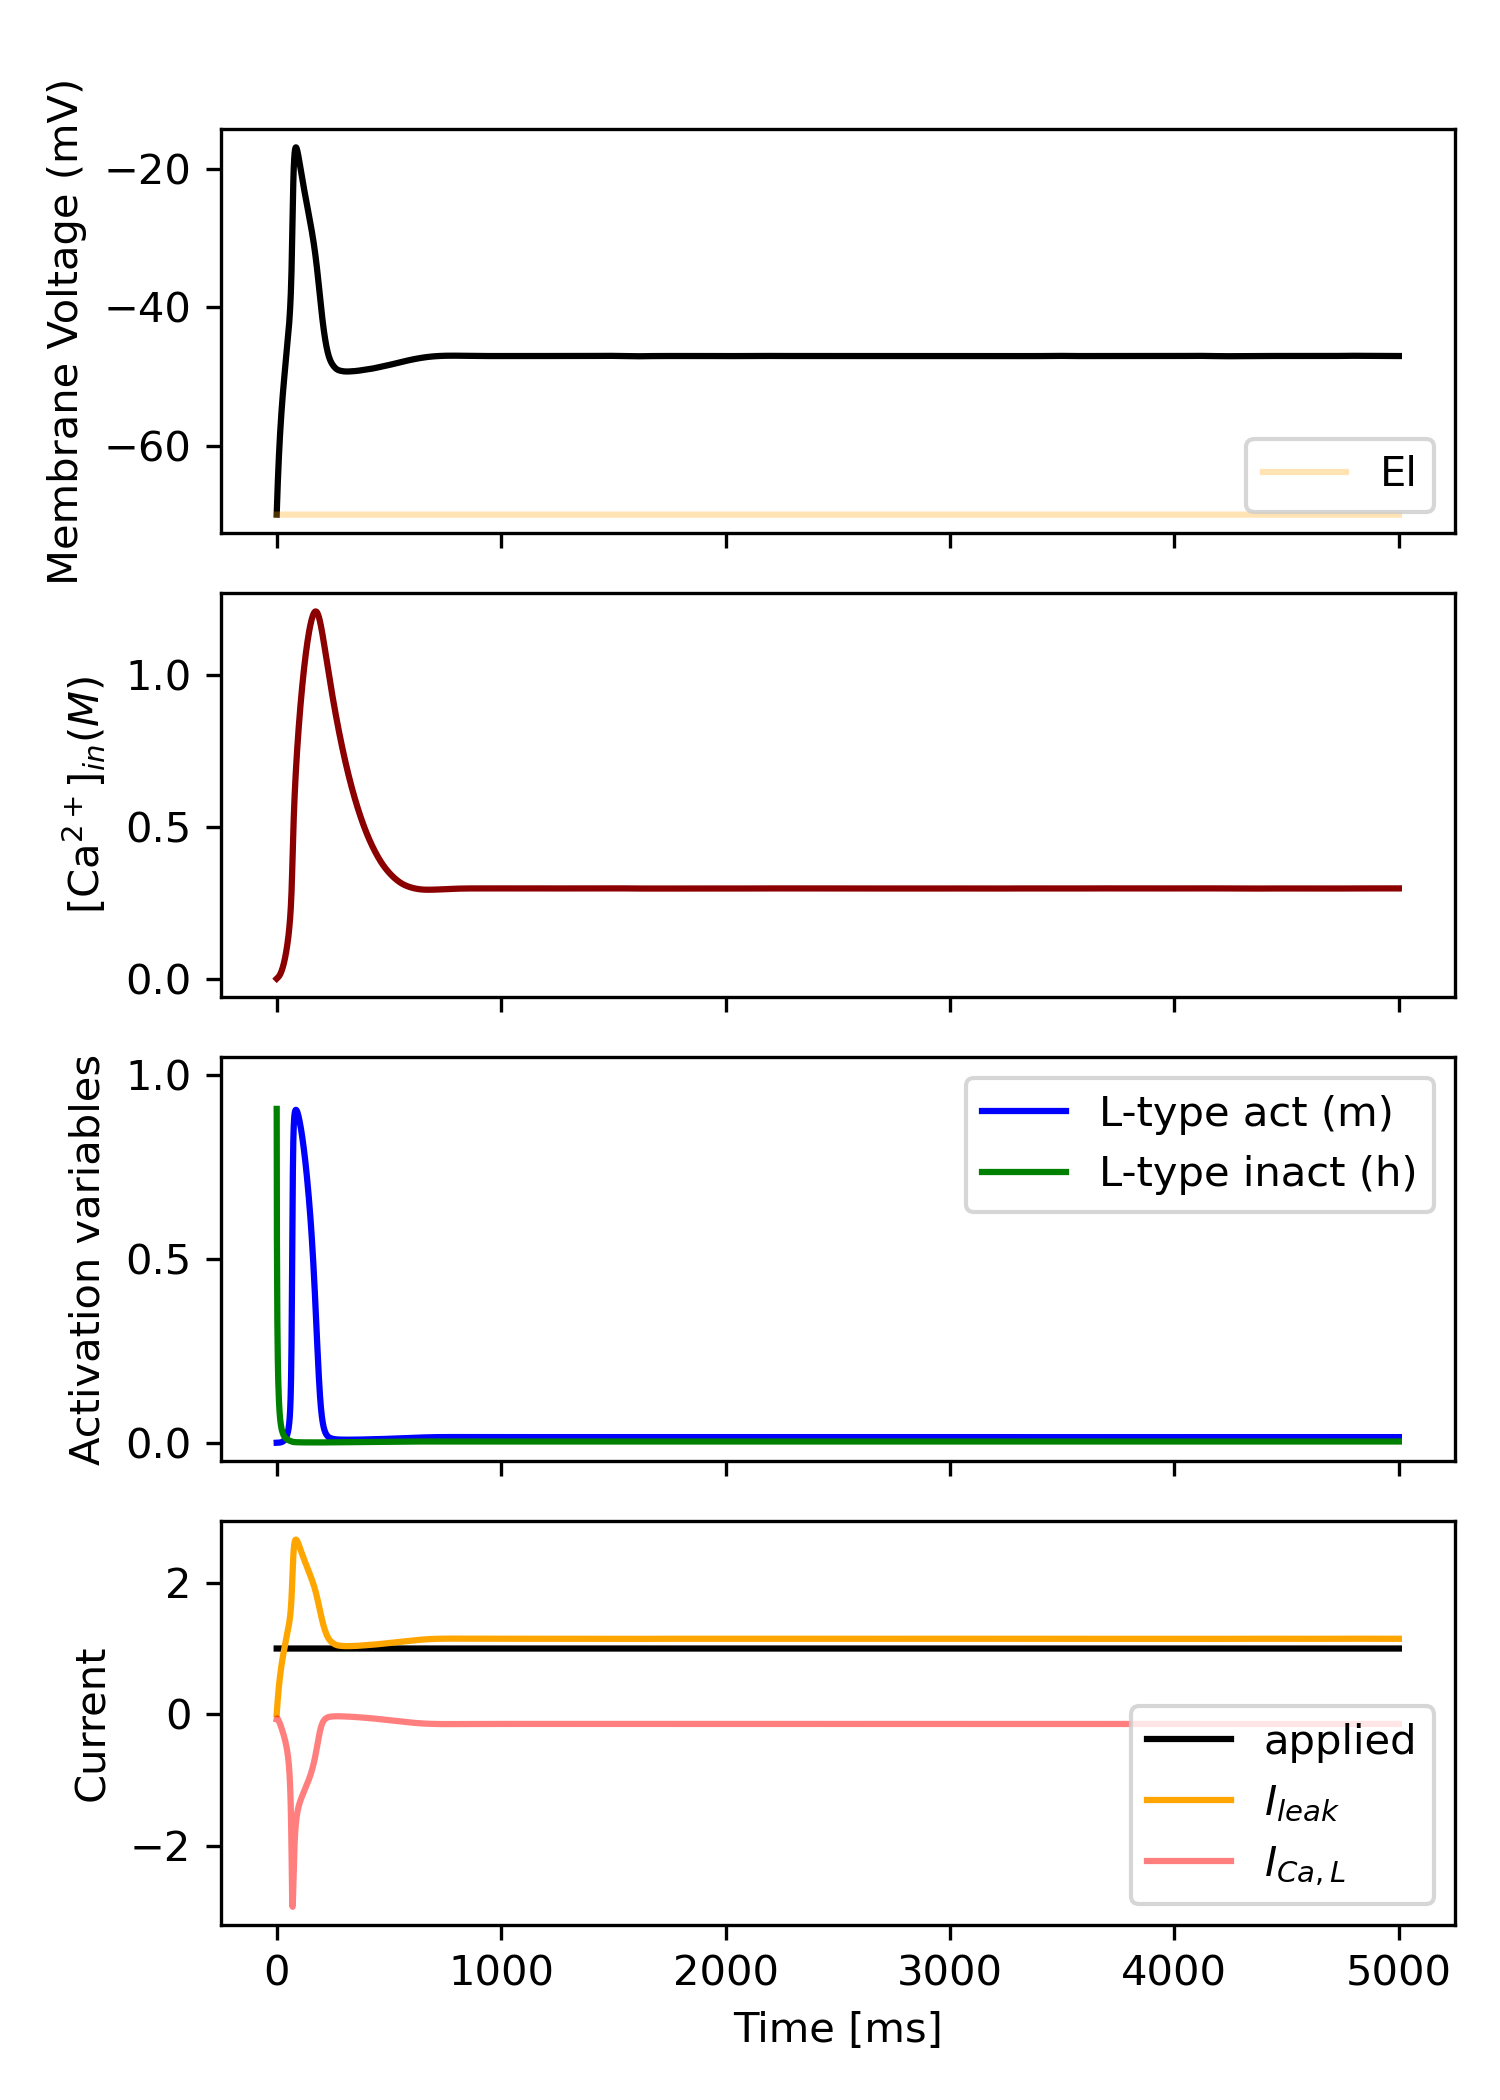 Membrane Voltage (mV)
−20
−40
−60
El
[Ca²⁺]ᵢₙ(M)
1.0
0.5
0.0
Activation variables
1.0
0.5
0.0
L-type act (m)
L-type inact (h)
Current
2
0
−2
applied
I_leak
I_Ca,L
0 1000 2000 3000 4000 5000
Time [ms]